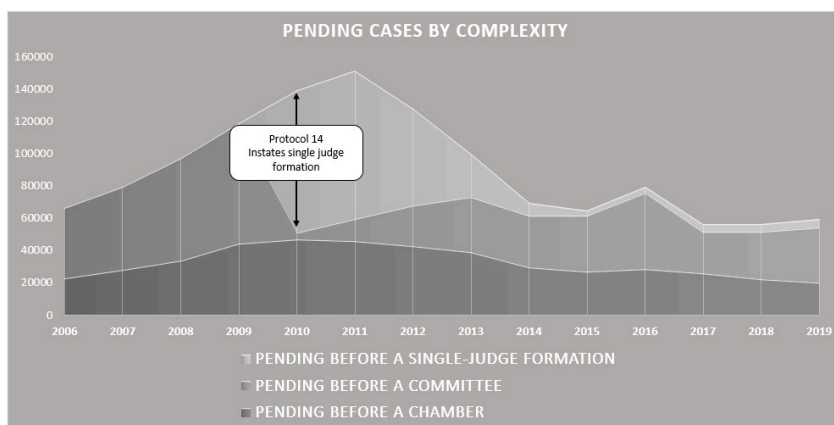 PENDING CASES BY COMPLEXITY
160000
140000
120000
100000
80000
60000
40000
20000
0
Protocol 14
Instates single judge
formation
2006 2007 2008 2009 2010 2011 2012 2013 2014 2015 2016 2017 2018 2019
PENDING BEFORE A SINGLE-JUDGE FORMATION
PENDING BEFORE A COMMITTEE
PENDING BEFORE A CHAMBER